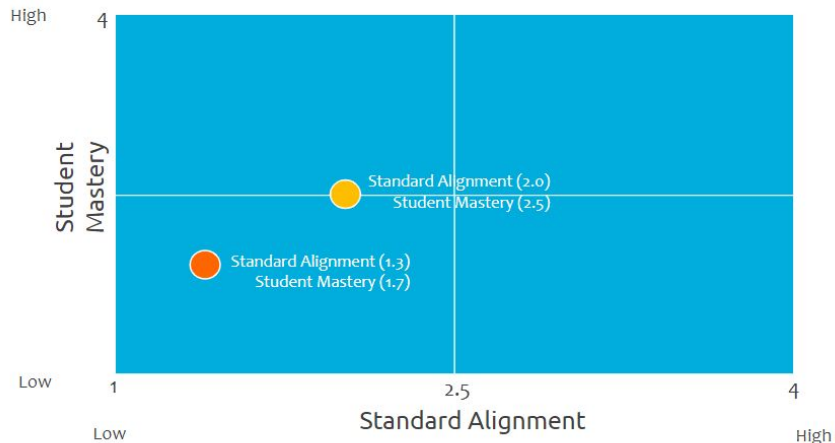 High
4
Student
Mastery
Standard Alignment (2.0)
Student Mastery (2.5)
Standard Alignment (1.3)
Student Mastery (1.7)
Low
1
2.5
4
Standard Alignment
Low
High